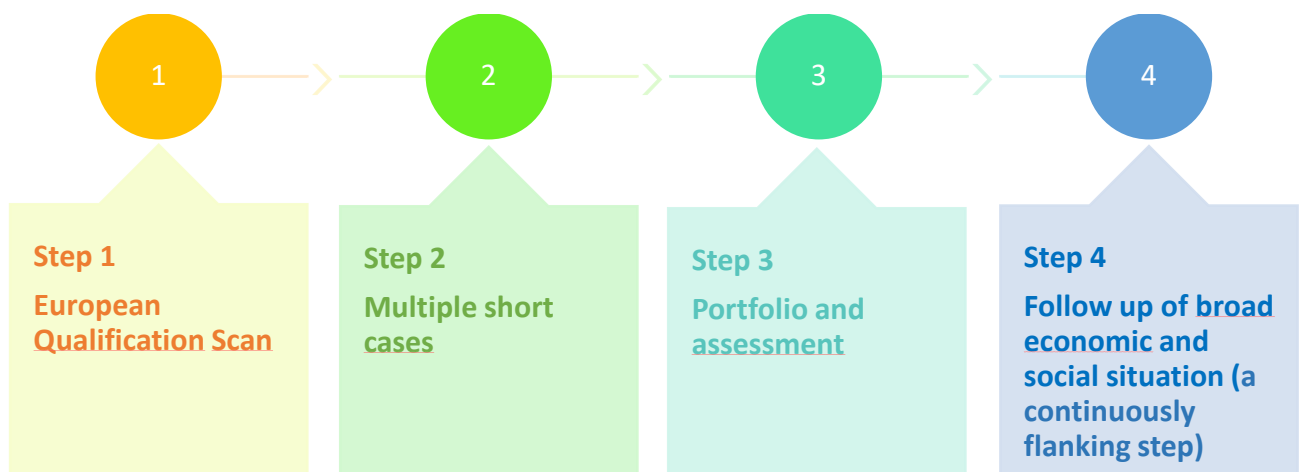 1
2
3
4
Step 1
European
Qualification Scan
Step 2
Multiple short
cases
Step 3
Portfolio and
assessment
Step 4
Follow up of broad
economic and
social situation (a
continuously
flanking step)